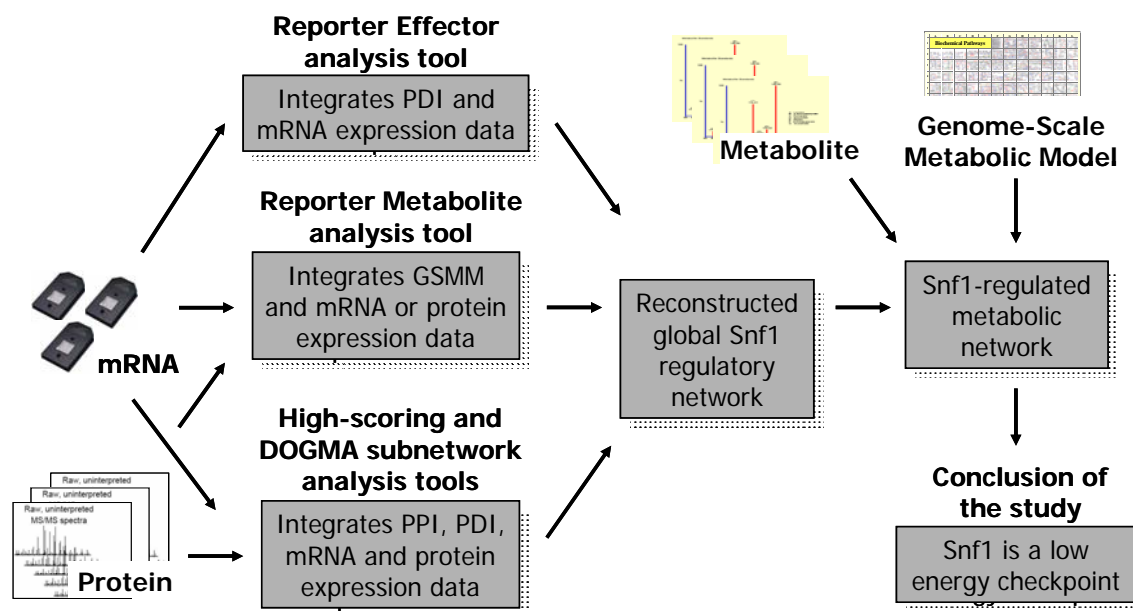 Reporter Effector
analysis tool
Integrates PDI and
mRNA expression data
Biochemical Pathways
Metabolite
Genome-Scale
Metabolic Model
Reporter Metabolite
analysis tool
Integrates GSMM
and mRNA or protein
expression data
mRNA
Reconstructed
global Snf1
regulatory
network
Snf1-regulated
metabolic
network
High-scoring and
DOGMA subnetwork
analysis tools
Integrates PPI, PDI,
mRNA and protein
expression data
Raw, uninterpreted
Raw, uninterpreted
Raw, uninterpreted
MS/MS spectra
Protein
Conclusion of
the study
Snf1 is a low
energy checkpoint